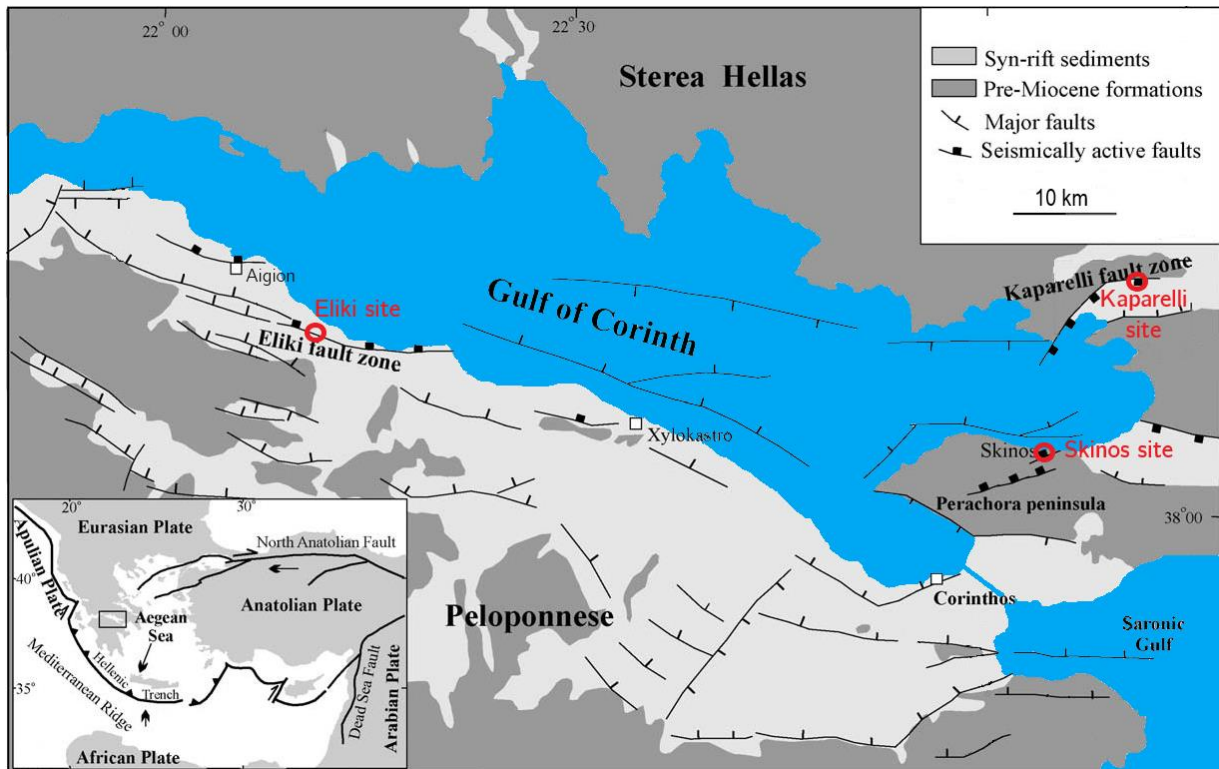 22° 00
22° 30
Sterea Hellas
Syn-rift sediments
Pre-Miocene formations
Major faults
Seismically active faults
10 km
Aigion
Eliki site
Eliki fault zone
Gulf of Corinth
Kaparelli fault zone
Kaparelli
site
Xylokastro
Skinos
Skinos site
Perachora peninsula
38° 00
Corinthos
Peloponnese
Saronic
Gulf
20°
30°
Eurasian Plate
North Anatolian Fault
Apulian Plate
40°
Anatolian Plate
Aegean
Sea
Hellenic
Trench
Mediterranean Ridge
35°
Dead Sea Fault
Arabian Plate
African Plate